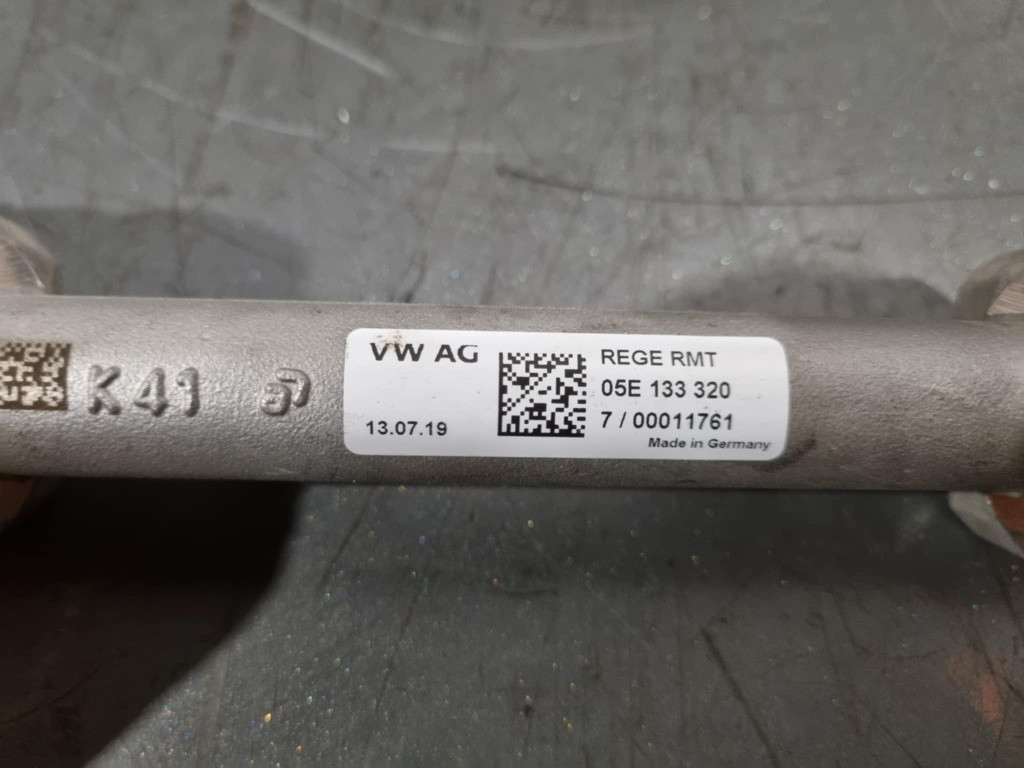 K41
VW AG
13.07.19
REGE RMT
05E 133 320
7 / 00011761
Made in Germany